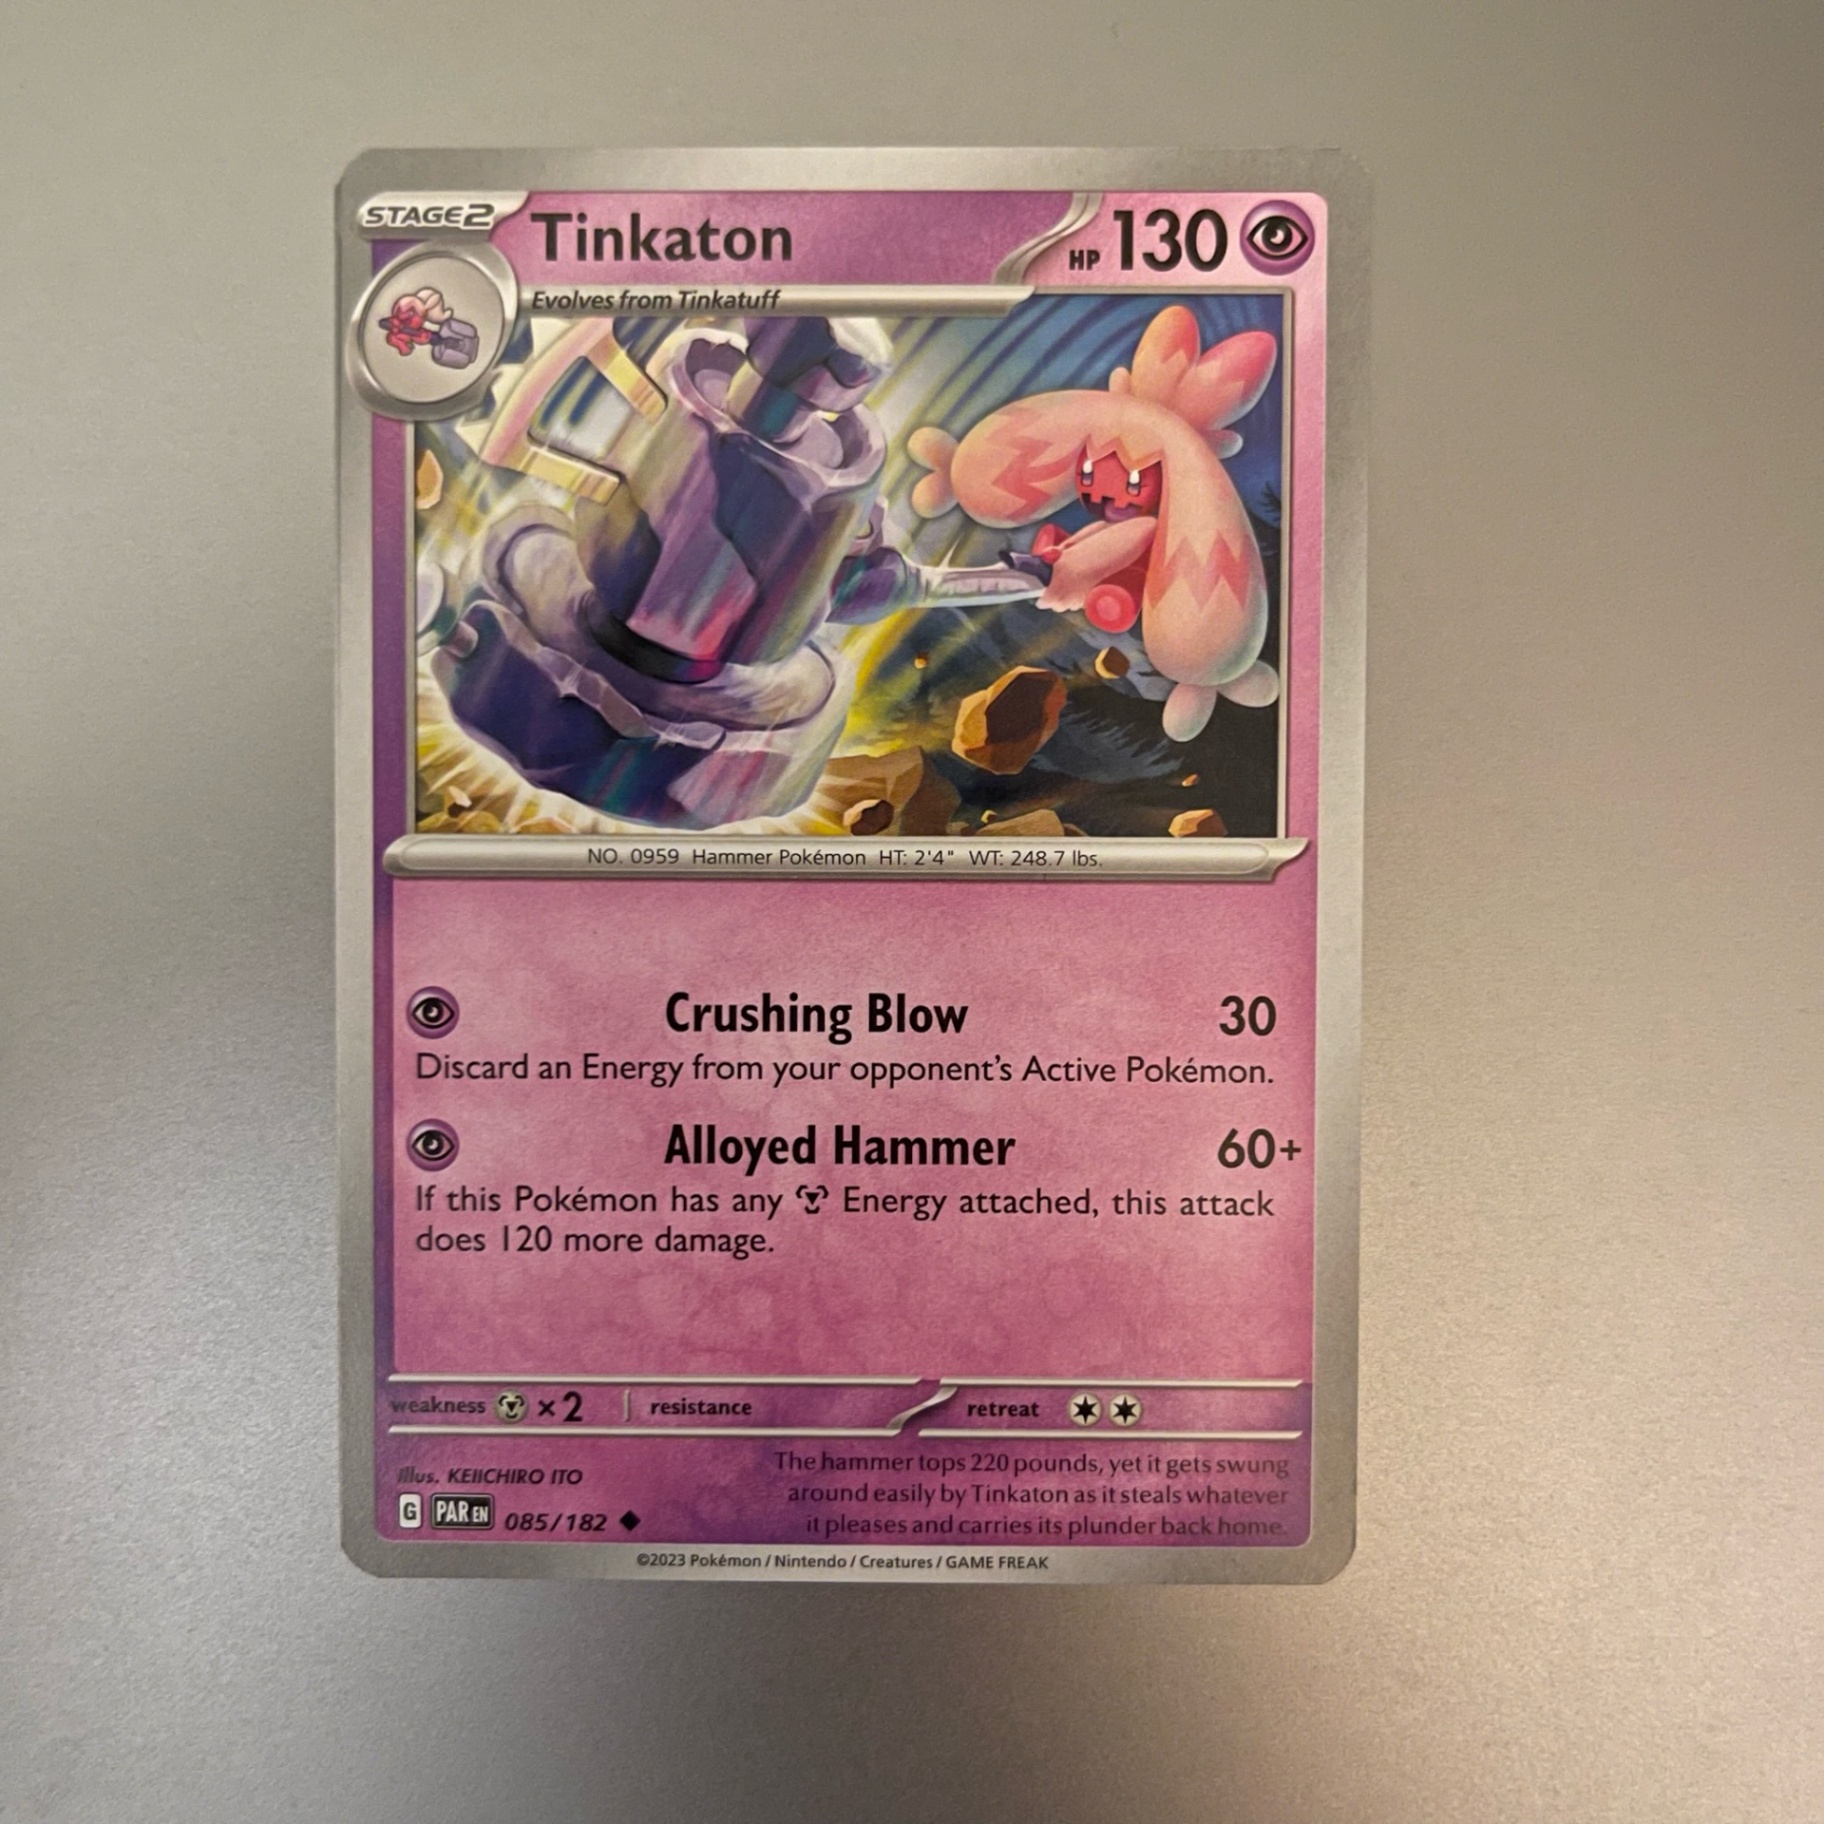 STAGE2
Tinkaton
HP 130
Evolves from Tinkatuff
NO. 0959 Hammer Pokémon HT: 2'4" WT: 248.7 lbs.
Crushing Blow 30
Discard an Energy from your opponent's Active Pokémon.
Alloyed Hammer 60+
If this Pokémon has any Energy attached, this attack
does 120 more damage.
weakness ×2 resistance retreat
Illus. KEIICHIRO ITO
The hammer tops 220 pounds, yet it gets swung
around easily by Tinkaton as it steals whatever
it pleases and carries its plunder back home.
G PAR EN 085/182
©2023 Pokémon / Nintendo / Creatures / GAME FREAK